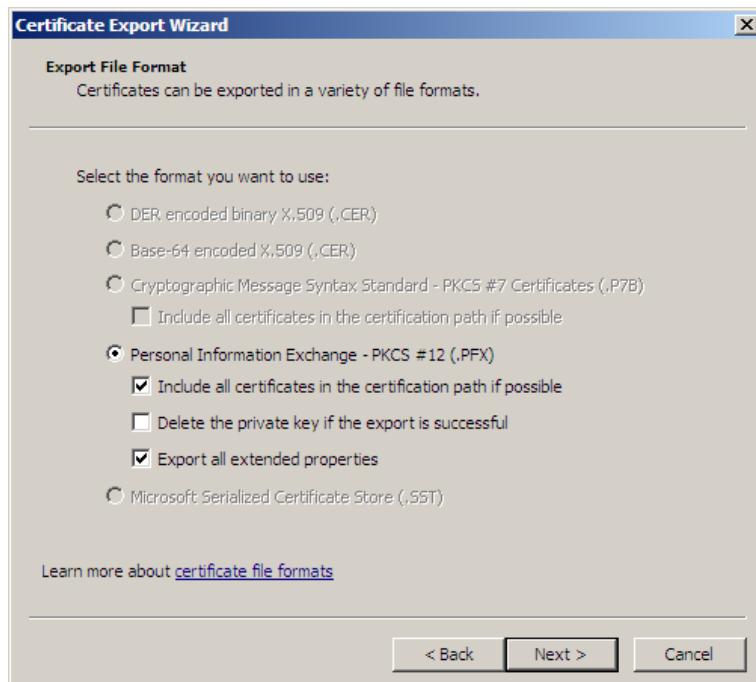 Certificate Export Wizard
Export File Format
Certificates can be exported in a variety of file formats.
Select the format you want to use:
DER encoded binary X.509 (.CER)
Base-64 encoded X.509 (.CER)
Cryptographic Message Syntax Standard - PKCS #7 Certificates (.P7B)
Include all certificates in the certification path if possible
Personal Information Exchange - PKCS #12 (.PFX)
Include all certificates in the certification path if possible
Delete the private key if the export is successful
Export all extended properties
Microsoft Serialized Certificate Store (.SST)
Learn more about certificate file formats
< Back Next > Cancel